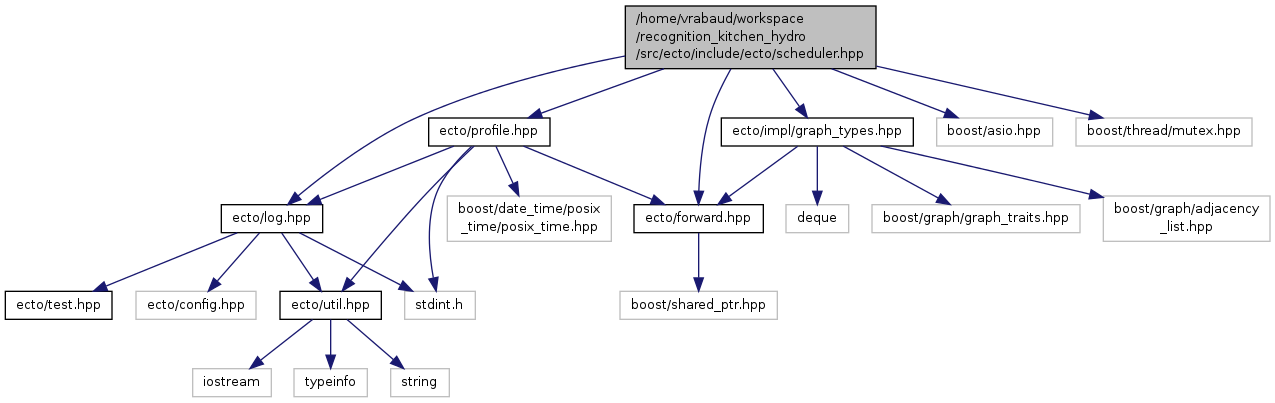 /home/vrabaud/workspace
/recognition_kitchen_hydro
/src/ecto/include/ecto/scheduler.hpp
ecto/profile.hpp
ecto/impl/graph_types.hpp
boost/asio.hpp
boost/thread/mutex.hpp
ecto/log.hpp
boost/date_time/posix
_time/posix_time.hpp
ecto/forward.hpp
deque
boost/graph/graph_traits.hpp
boost/graph/adjacency
_list.hpp
ecto/test.hpp
ecto/config.hpp
ecto/util.hpp
stdint.h
boost/shared_ptr.hpp
iostream
typeinfo
string